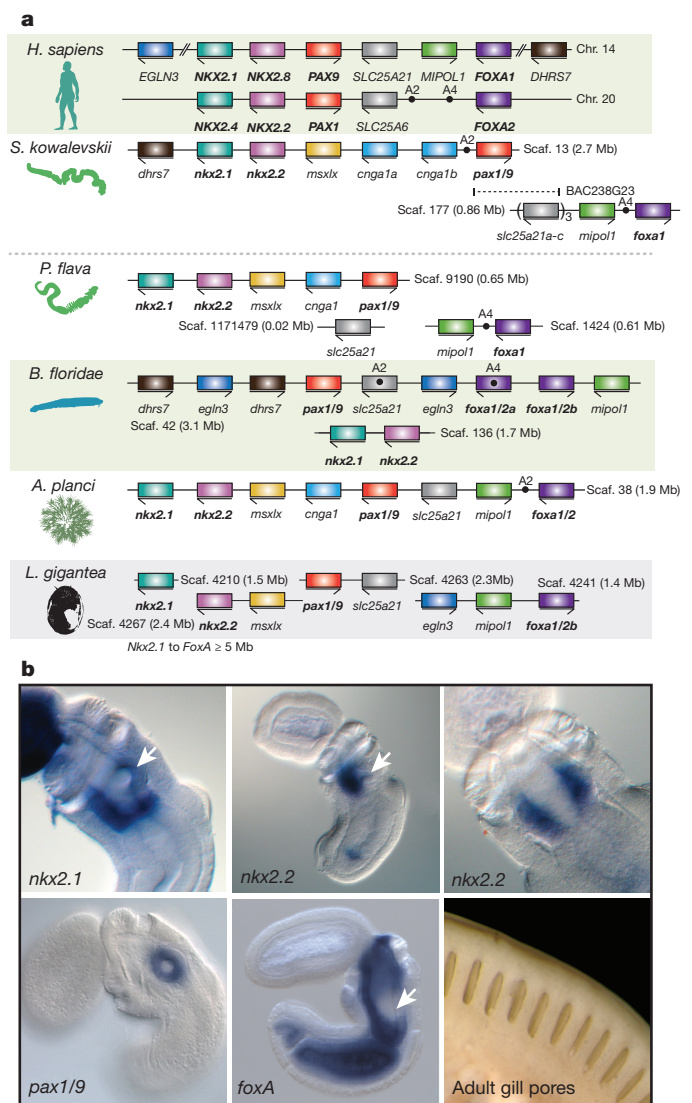 a
H. sapiens
Chr. 14
EGLN3 NKX2.1 NKX2.8 PAX9 SLC25A21 MIPOL1 FOXA1 DHRS7
A2 A4
Chr. 20
NKX2.4 NKX2.2 PAX1 SLC25A6 FOXA2
S. kowalevskii
A2
Scaf. 13 (2.7 Mb)
dhrs7 nkx2.1 nkx2.2 msxlx cnga1a cnga1b pax1/9
BAC238G23
Scaf. 177 (0.86 Mb) ( )3 A4
slc25a21a-c mipol1 foxa1
P. flava
Scaf. 9190 (0.65 Mb)
nkx2.1 nkx2.2 msxlx cnga1 pax1/9
Scaf. 1171479 (0.02 Mb) A4 Scaf. 1424 (0.61 Mb)
slc25a21 mipol1 foxa1
B. floridae
A2 A4
dhrs7 egln3 dhrs7 pax1/9 slc25a21 egln3 foxa1/2a foxa1/2b mipol1
Scaf. 42 (3.1 Mb)
Scaf. 136 (1.7 Mb)
nkx2.1 nkx2.2
A. planci
A2
Scaf. 38 (1.9 Mb)
nkx2.1 nkx2.2 msxlx cnga1 pax1/9 slc25a21 mipol1 foxa1/2
L. gigantea
Scaf. 4210 (1.5 Mb) Scaf. 4263 (2.3Mb) Scaf. 4241 (1.4 Mb)
nkx2.1 pax1/9 slc25a21
Scaf. 4267 (2.4 Mb) nkx2.2 msxlx egln3 mipol1 foxa1/2b
Nkx2.1 to FoxA ≥ 5 Mb
b
nkx2.1
nkx2.2
nkx2.2
pax1/9
foxA
Adult gill pores